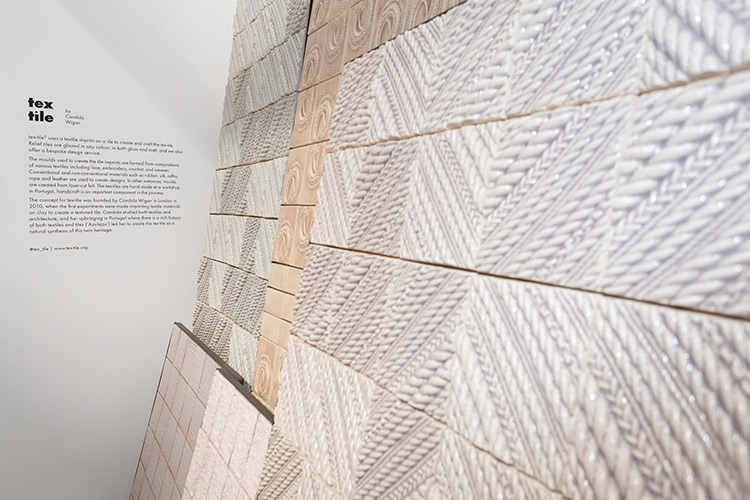 tex
tile
by
Candida
Wigan
tex-tile® uses a textile imprint on a tile to create and craft the tex-tile.
Relief tiles are glazed in any colour, in both gloss and matt, and we also
offer a bespoke design service.
The moulds used to create the tile imprints are formed from compositions
of various textiles including lace, embroidery, crochet, and weaves.
Conventional and non-conventional materials such as rubber, silk, raffia,
rope and leather are used to create designs. In other instances, moulds
are created from laser-cut felt. The tex-tiles are hand made at a workshop
in Portugal, handicraft is an important component in the process.
The concept for tex-tile was founded by Candida Wigan in London in
2010, when the first experiments were made imprinting textile materials
on clay to create a textured tile. Candida studied both textiles and
architecture, and her upbringing in Portugal where there is a rich history
of both textiles and tiles ('Azulejos') led her to create the tex-tile as a
natural synthesis of this twin heritage.
@tex_tile | www.tex-tile.org